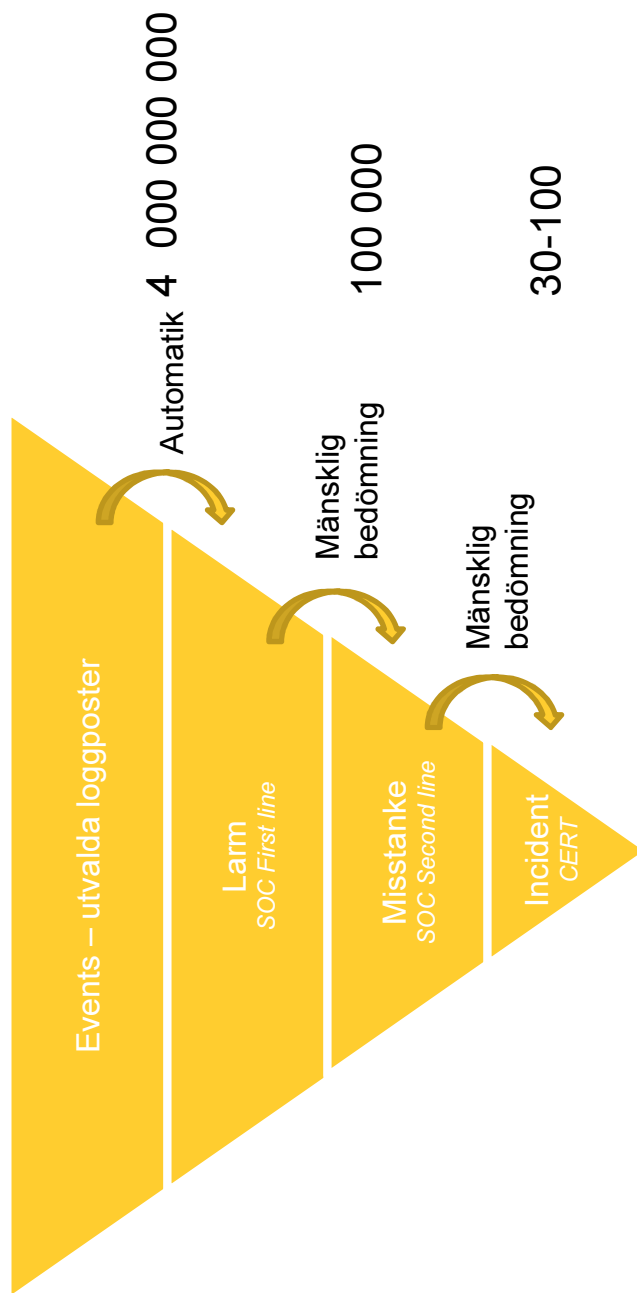 Events – utvalda loggposter
Automatik
4 000 000 000
Larm
SOC First line
Mänsklig
bedömning
100 000
Misstanke
SOC Second line
Mänsklig
bedömning
30-100
Incident
CERT